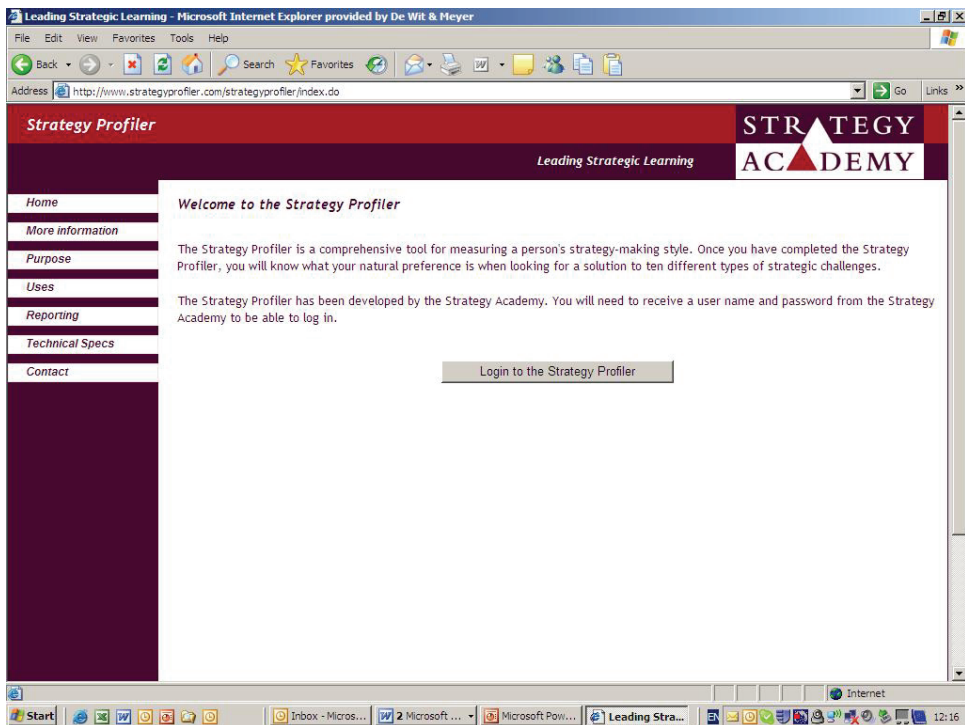 Leading Strategic Learning - Microsoft Internet Explorer provided by De Wit & Meyer
File Edit View Favorites Tools Help
Back Search Favorites
Address http://www.strategyprofiler.com/strategyprofiler/index.do Go Links »
Strategy Profiler
STRATEGY
ACADEMY
Leading Strategic Learning
Home
More information
Purpose
Uses
Reporting
Technical Specs
Contact
Welcome to the Strategy Profiler
The Strategy Profiler is a comprehensive tool for measuring a person's strategy-making style. Once you have completed the Strategy
Profiler, you will know what your natural preference is when looking for a solution to ten different types of strategic challenges.
The Strategy Profiler has been developed by the Strategy Academy. You will need to receive a user name and password from the Strategy
Academy to be able to log in.
Login to the Strategy Profiler
Internet
Start Inbox - Micros... 2 Microsoft ... Microsoft Pow... Leading Stra... EN 12:16